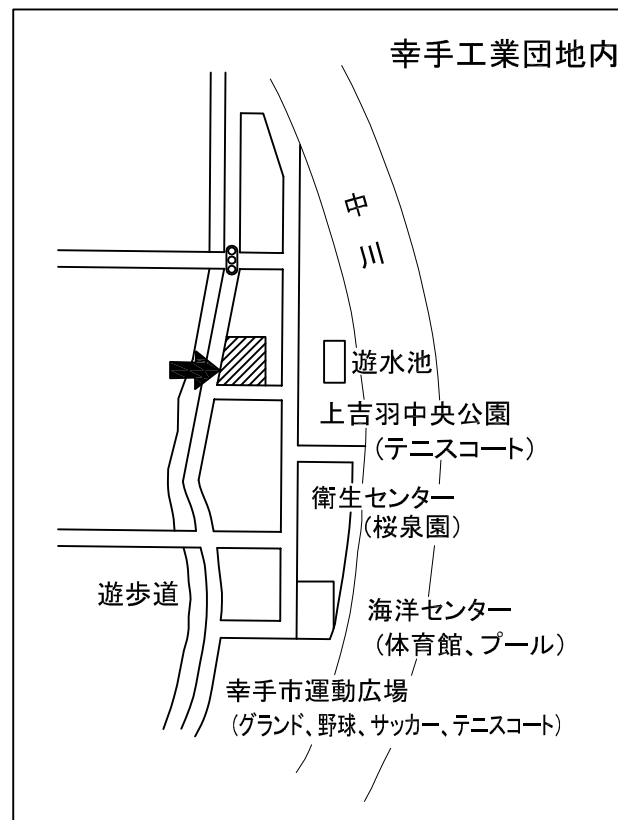 幸手工業団地内
中川
遊水池
上吉羽中央公園
(テニスコート)
衛生センター
(桜泉園)
遊歩道
海洋センター
(体育館、プール)
幸手市運動広場
(グランド、野球、サッカー、テニスコート)